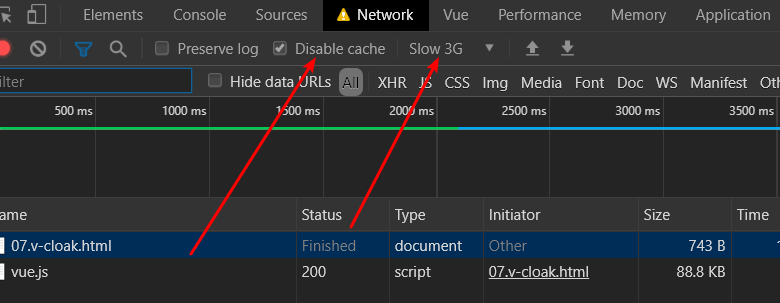 Elements Console Sources Network Vue Performance Memory Application
Preserve log Disable cache Slow 3G
ilter Hide data URLs All XHR JS CSS Img Media Font Doc WS Manifest Oth
500 ms 1000 ms 1500 ms 2000 ms 2500 ms 3000 ms 3500 ms
ame Status Type Initiator Size Time
07.v-cloak.html Finished document Other 743 B
vue.js 200 script 07.v-cloak.html 88.8 KB